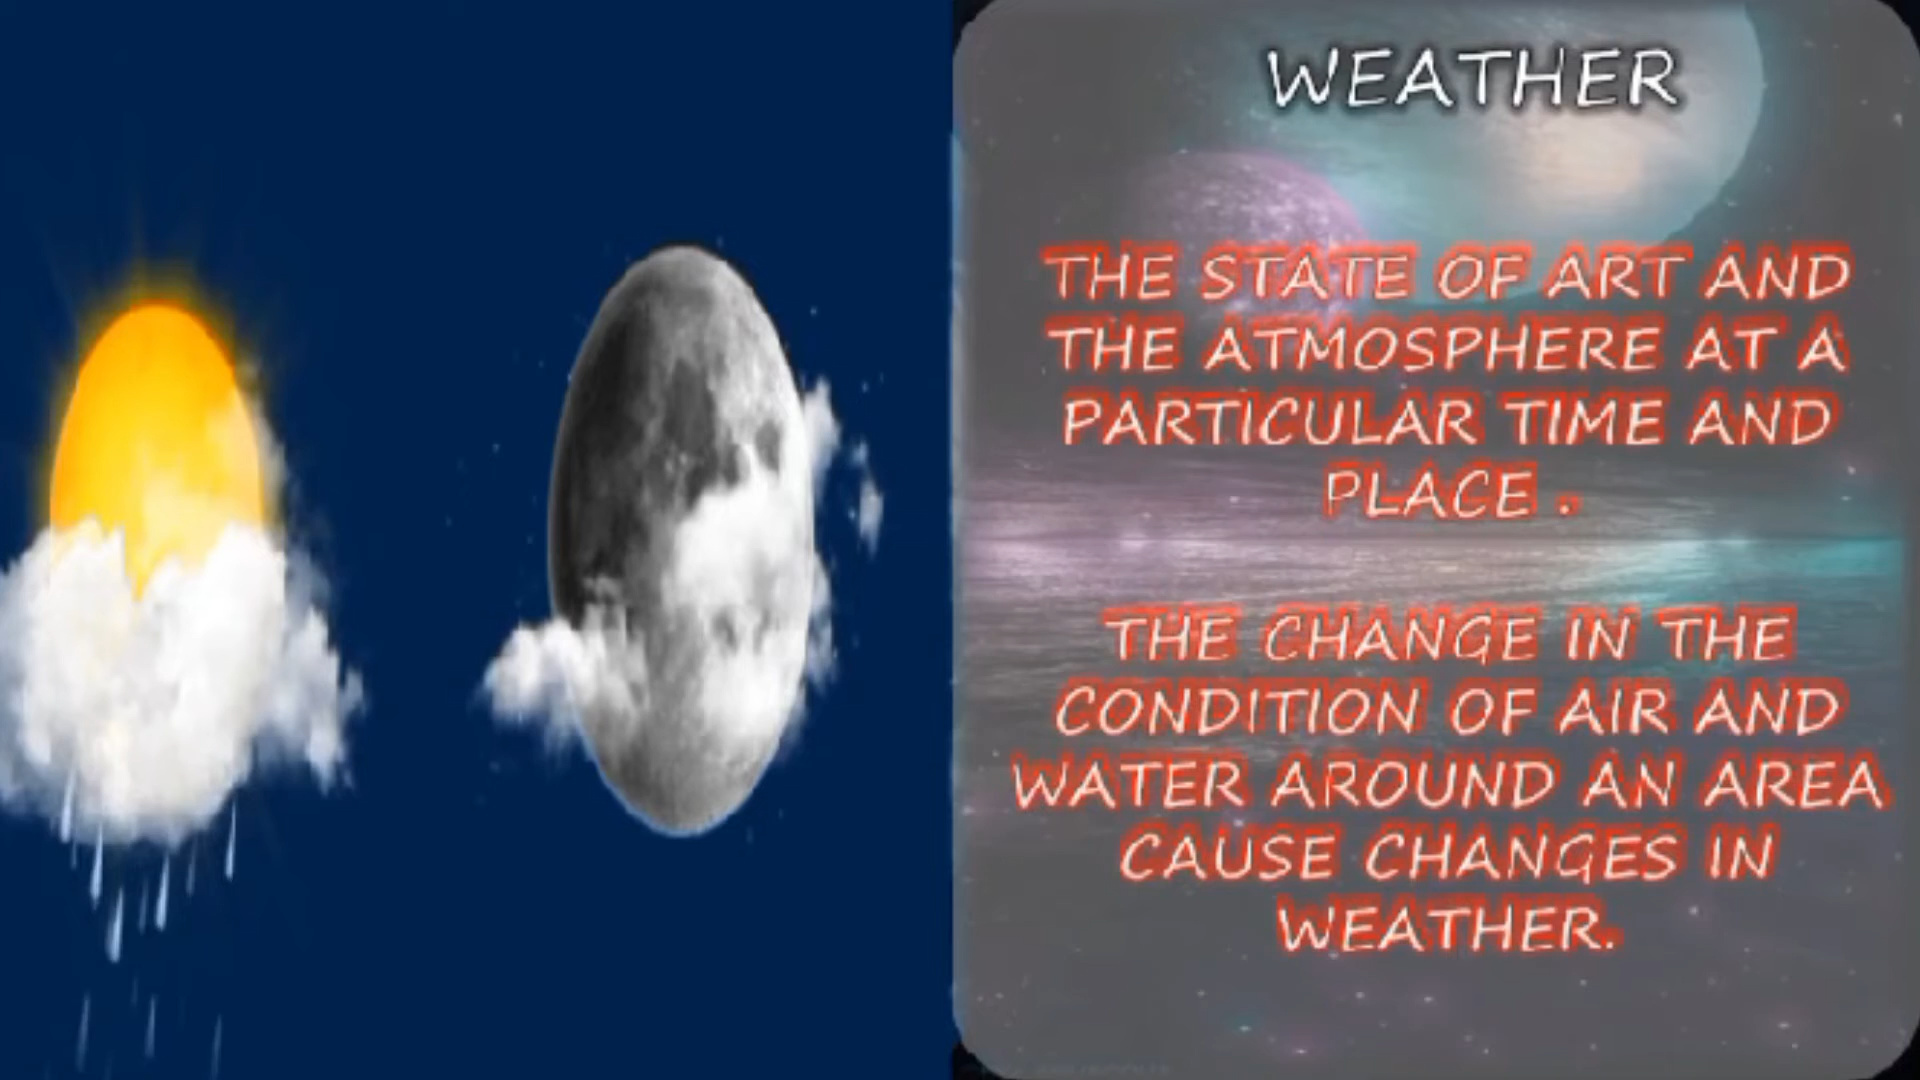 WEATHER
THE STATE OF ART AND
THE ATMOSPHERE AT A
PARTICULAR TIME AND
PLACE .
THE CHANGE IN THE
CONDITION OF AIR AND
WATER AROUND AN AREA
CAUSE CHANGES IN
WEATHER.